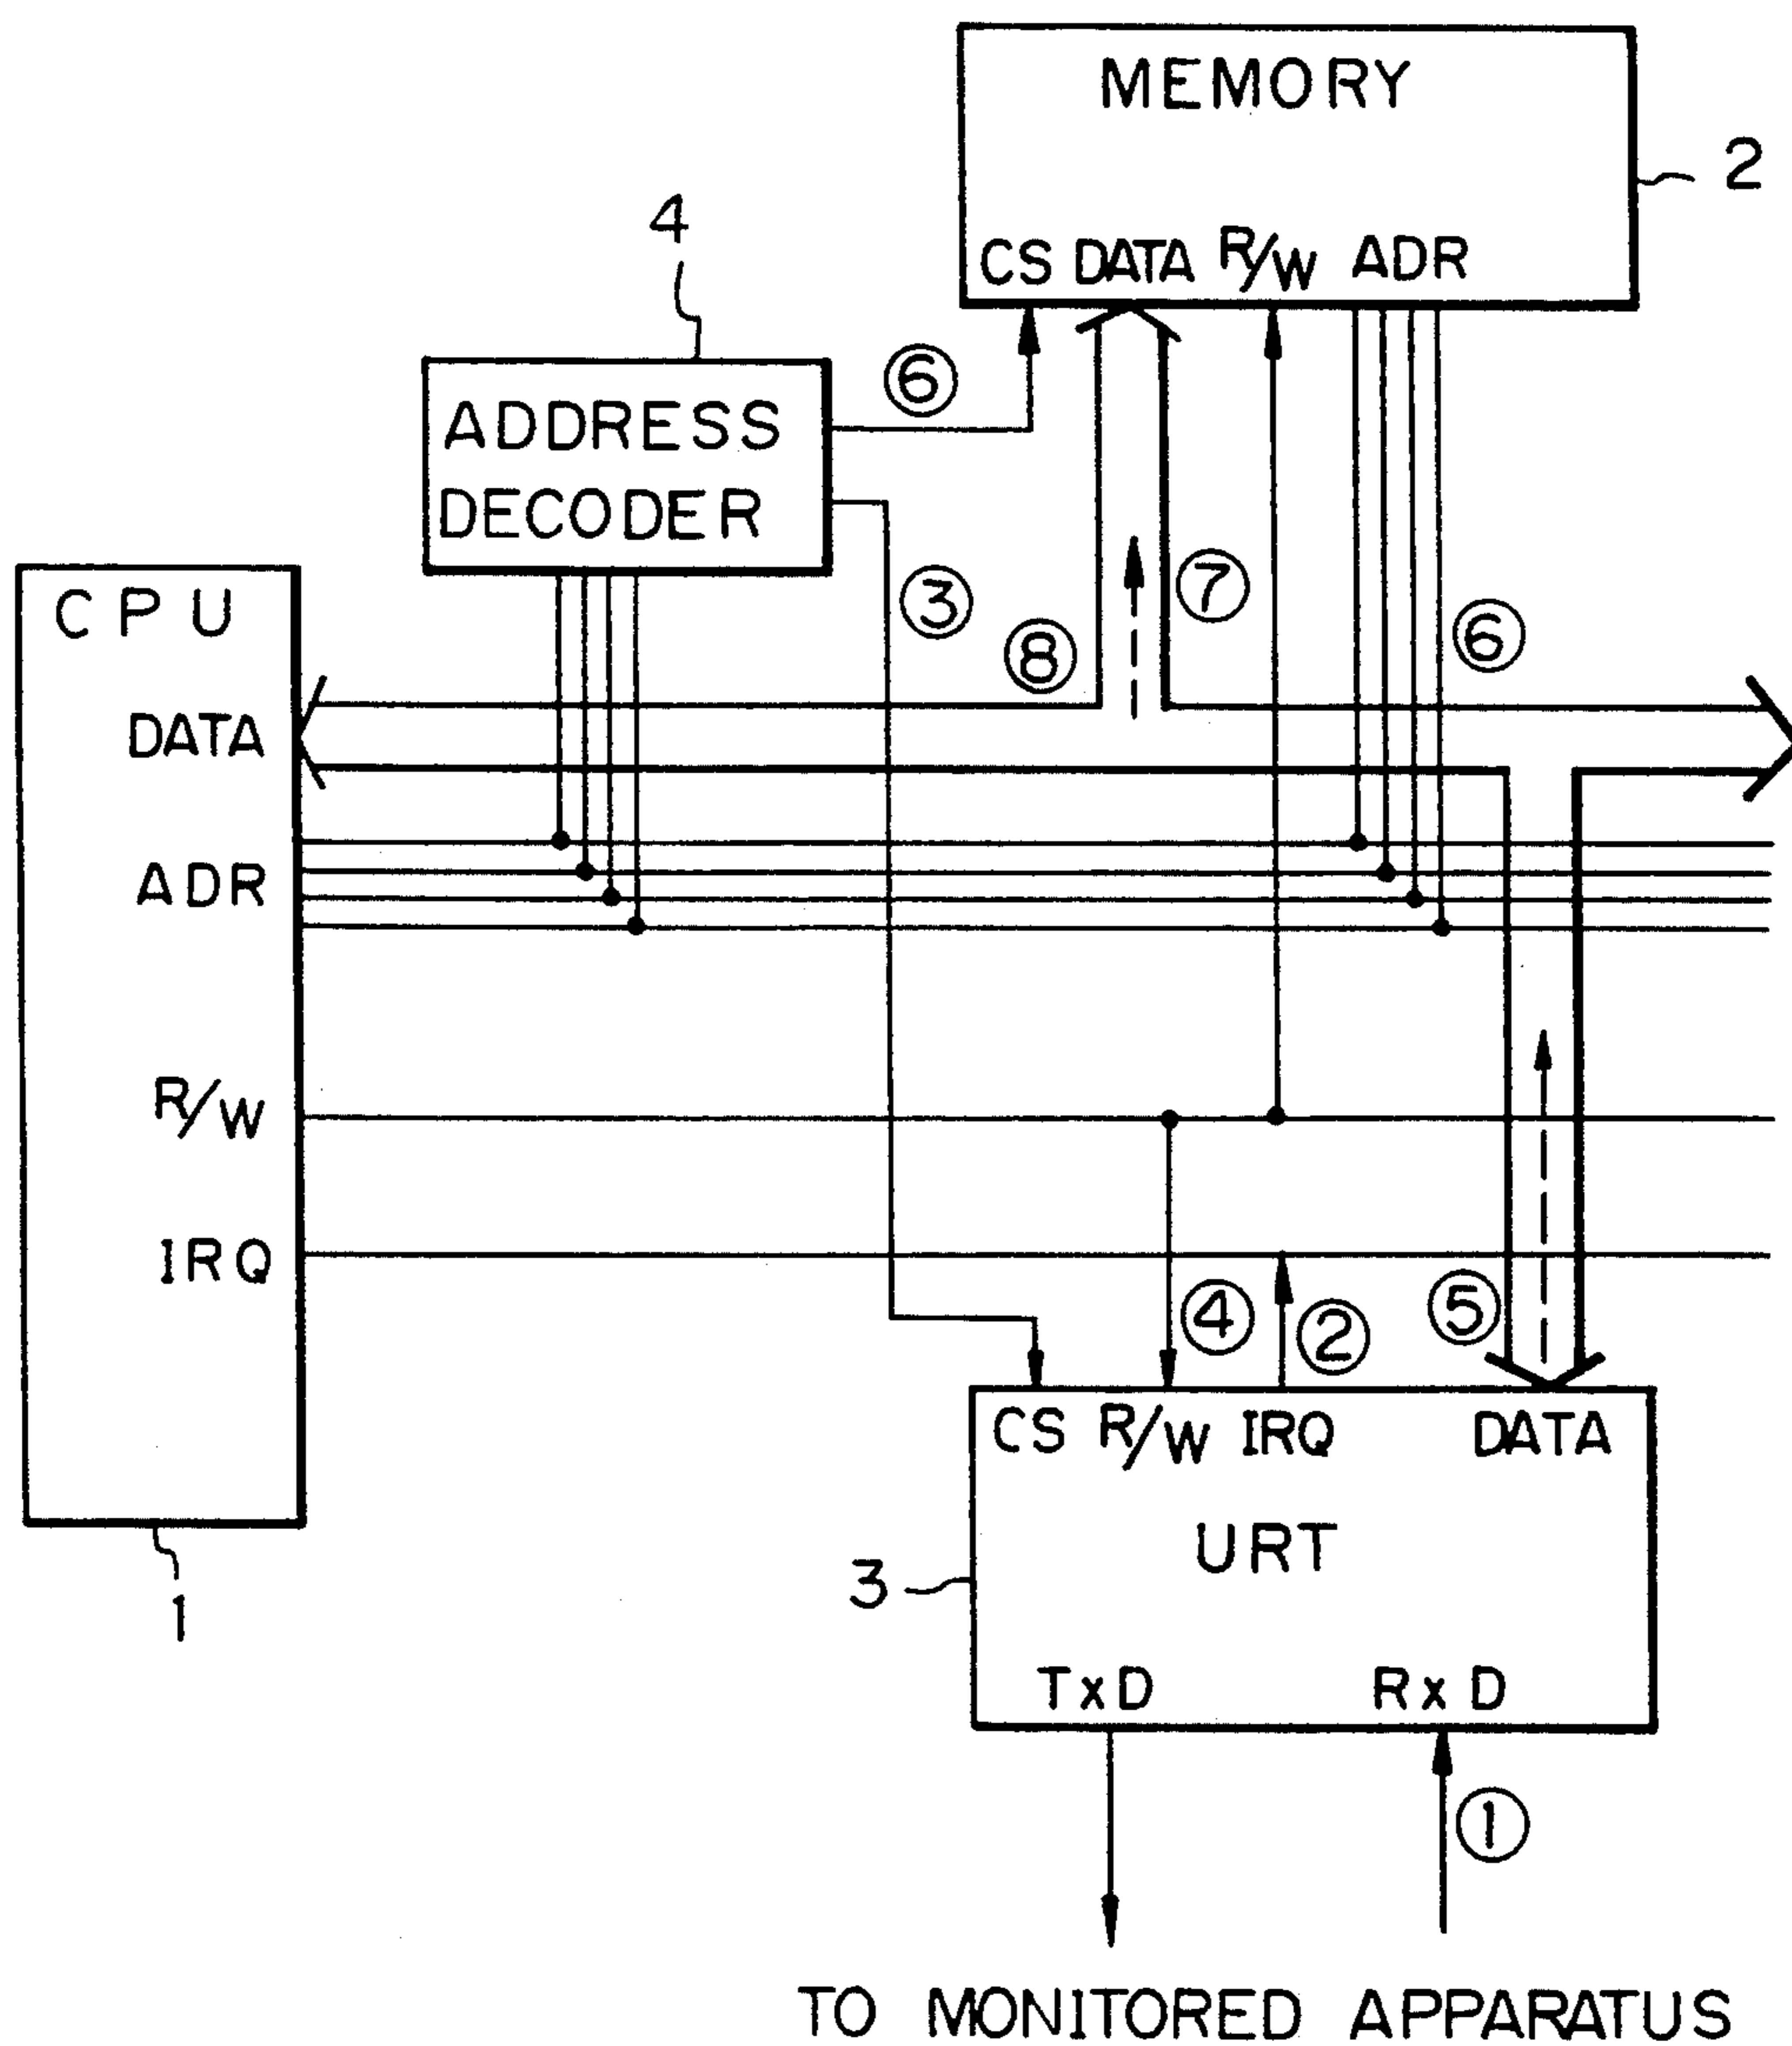 MEMORY
2
CS DATA R/W ADR
4
ADDRESS
DECODER
⑥
③
⑧
⑦
⑥
CPU
DATA
ADR
R/W
IRQ
1
④
②
⑤
CS R/W IRQ DATA
URT
3
TxD RxD
①
TO MONITORED APPARATUS